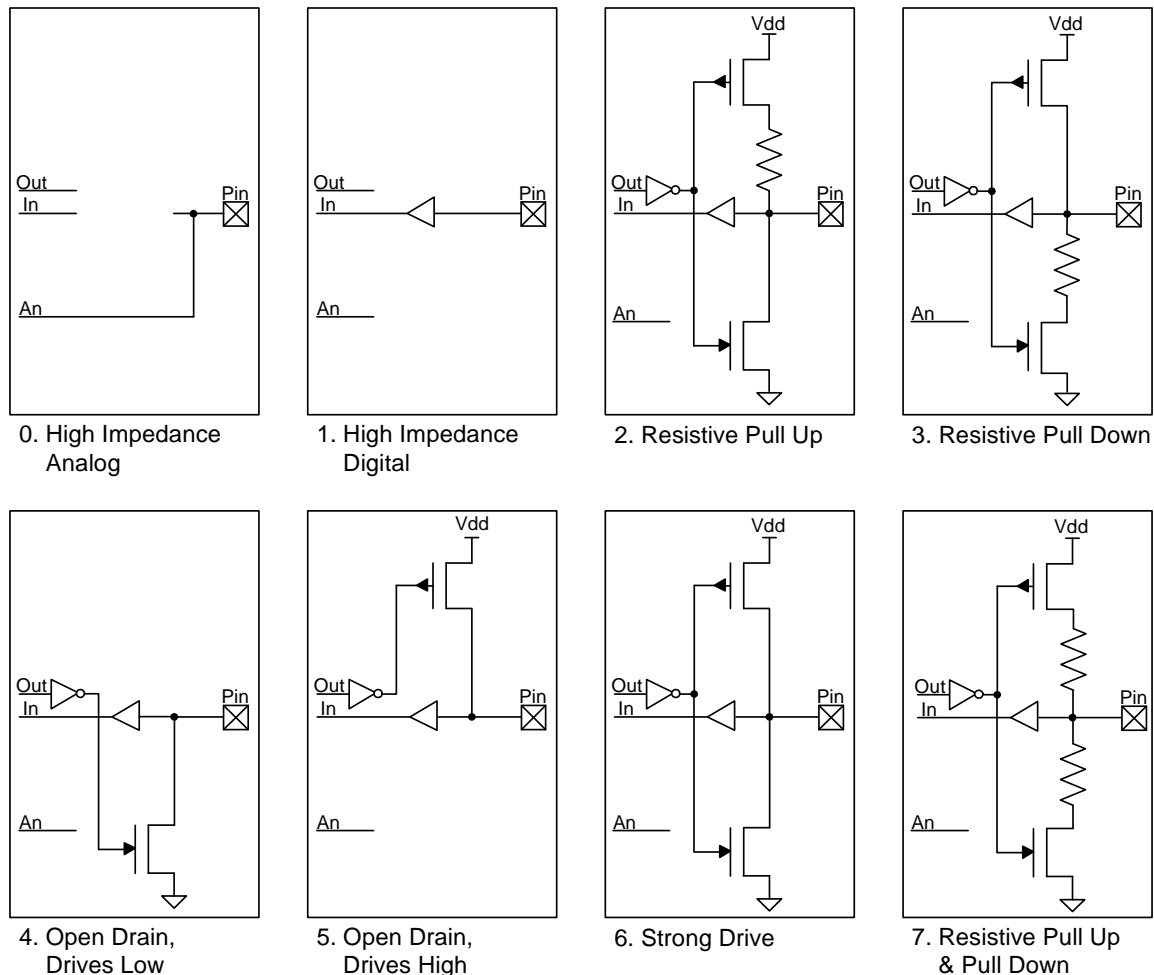 Out
In
Pin
An
0. High Impedance
Analog
Out
In
Pin
An
1. High Impedance
Digital
Vdd
Out
In
Pin
An
2. Resistive Pull Up
Vdd
Out
In
Pin
An
3. Resistive Pull Down
Out
In
Pin
An
4. Open Drain,
Drives Low
Vdd
Out
In
Pin
An
5. Open Drain,
Drives High
Vdd
Out
In
Pin
An
6. Strong Drive
Vdd
Out
In
Pin
An
7. Resistive Pull Up
& Pull Down